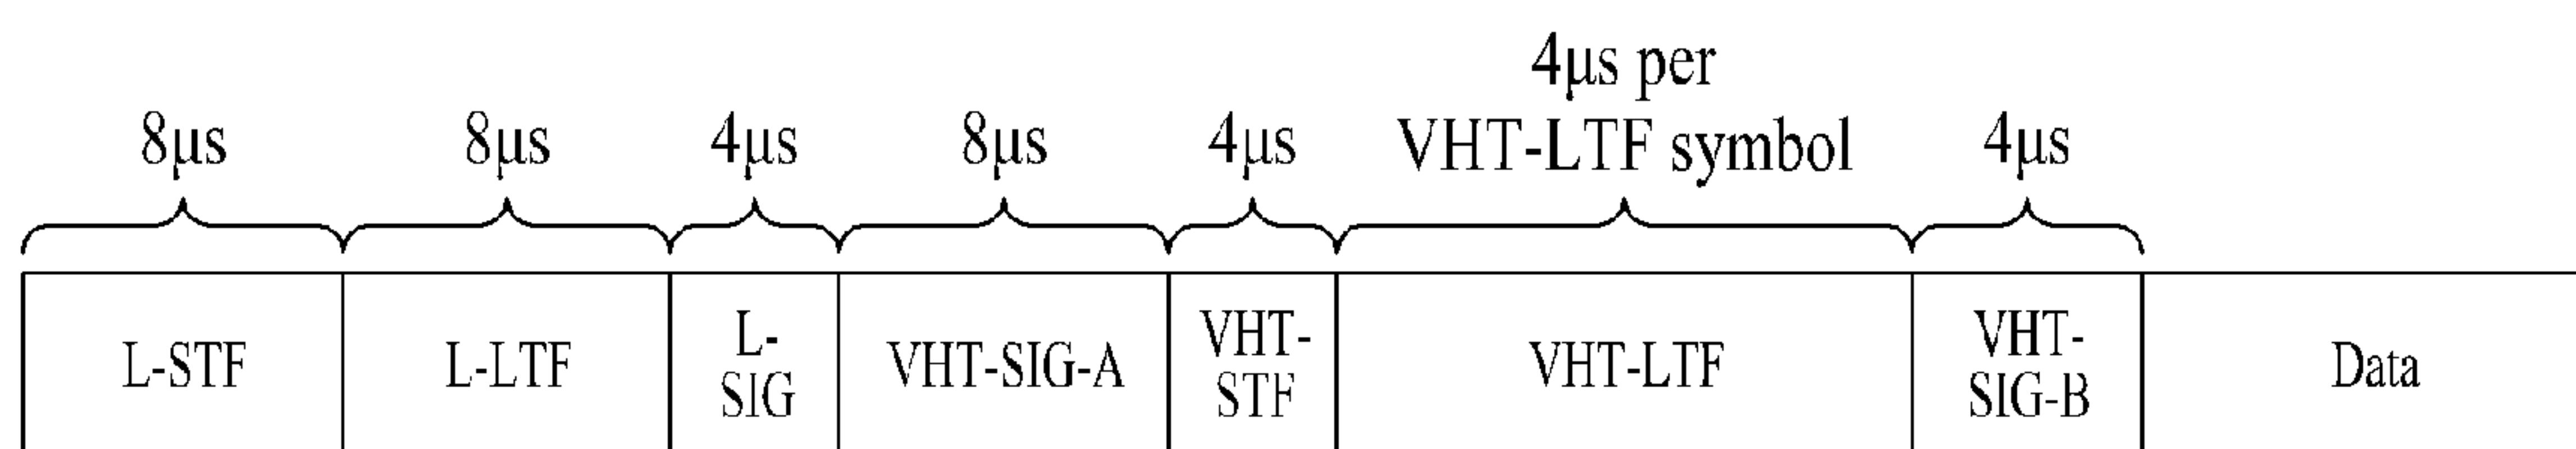 4μs per
8μs 8μs 4μs 8μs 4μs VHT-LTF symbol 4μs
L-STF L-LTF L-
SIG VHT-SIG-A VHT-
STF VHT-LTF VHT-
SIG-B Data